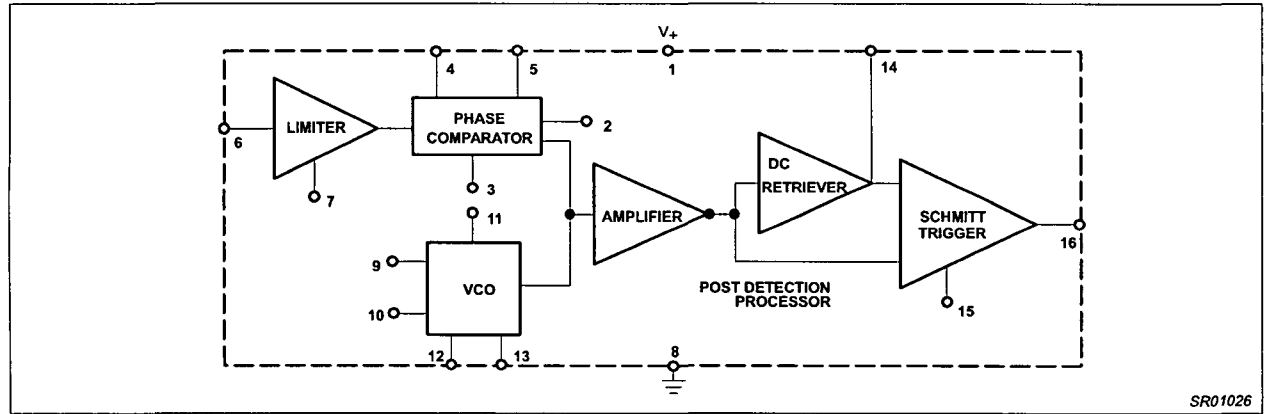 V+
4
5
1
14
LIMITER
PHASE
COMPARATOR
2
6
7
3
11
DC
RETRIEVER
AMPLIFIER
SCHMITT
TRIGGER
16
9
VCO
10
POST DETECTION
PROCESSOR
15
12
13
8
SR01026